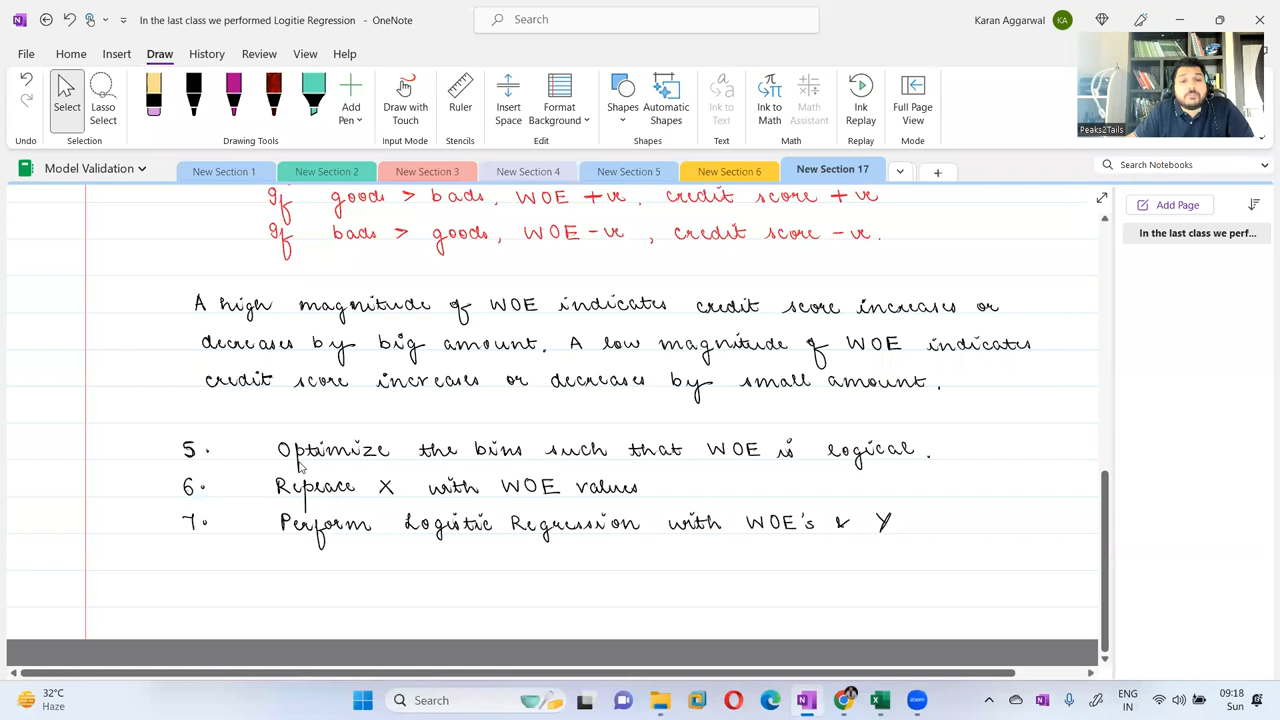 In the last class we performed Logitie Regression - OneNote
Search
Karan Aggarwal
KA
File
Home
Insert
Draw
History
Review
View
Help
Select
Lasso Select
Add Pen
Draw with Touch
Ruler
Insert Space
Format Background
Shapes
Automatic Shapes
Ink to Text
Ink to Math
Math Assistant
Ink Replay
Full Page View
Undo
Selection
Drawing Tools
Input Mode
Stencils
Edit
Shapes
Text
Math
Replay
Mode
Peaks2Tails
Model Validation
New Section 1
New Section 2
New Section 3
New Section 4
New Section 5
New Section 6
New Section 17
Search Notebooks
Add Page
In the last class we perf...
If goods > bads, WOE +ve, credit score +ve
If bads > goods, WOE -ve, credit score -ve.
A high magnitude of WOE indicates credit score increases or
decreases by big amount. A low magnitude of WOE indicates
credit score increases or decreases by small amount.
5. Optimize the bins such that WOE is logical.
6. Replace X with WOE values
7. Perform Logistic Regression with WOE's & Y
32°C
Haze
Search
ENG
IN
09:18
Sun